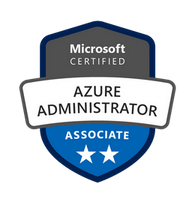 Microsoft
CERTIFIED
AZURE
ADMINISTRATOR
ASSOCIATE